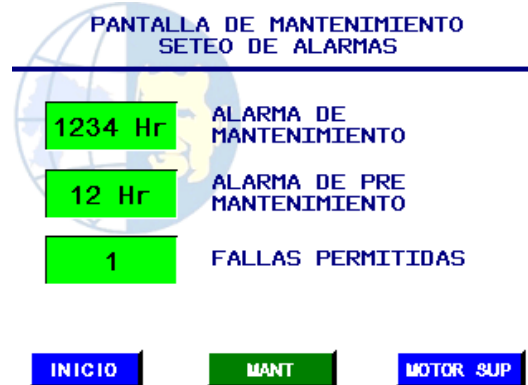 PANTALLA DE MANTENIMIENTO
SETEO DE ALARMAS
1234 Hr
ALARMA DE
MANTENIMIENTO
12 Hr
ALARMA DE PRE
MANTENIMIENTO
1
FALLAS PERMITIDAS
INICIO
MANT
MOTOR SUP